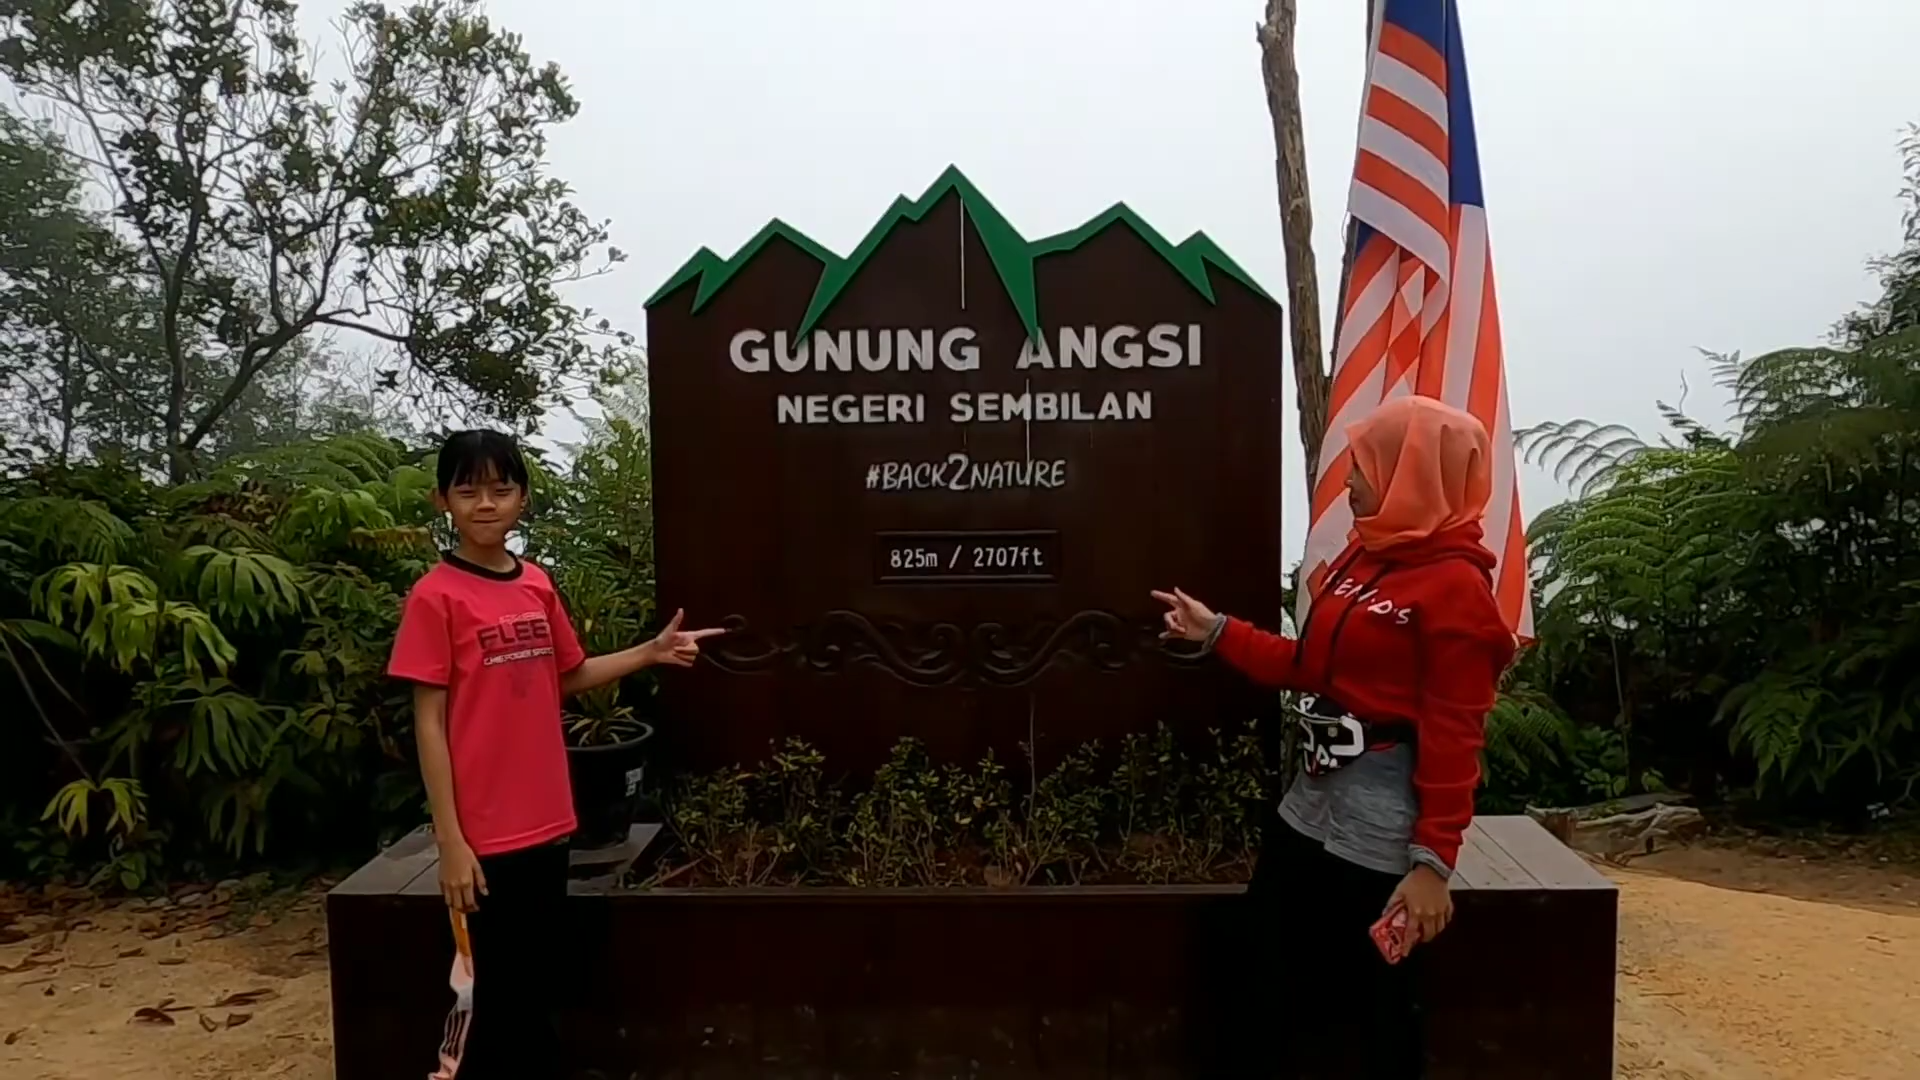 GUNUNG ANGSI
NEGERI SEMBILAN
#BACK2NATURE
825m / 2707ft